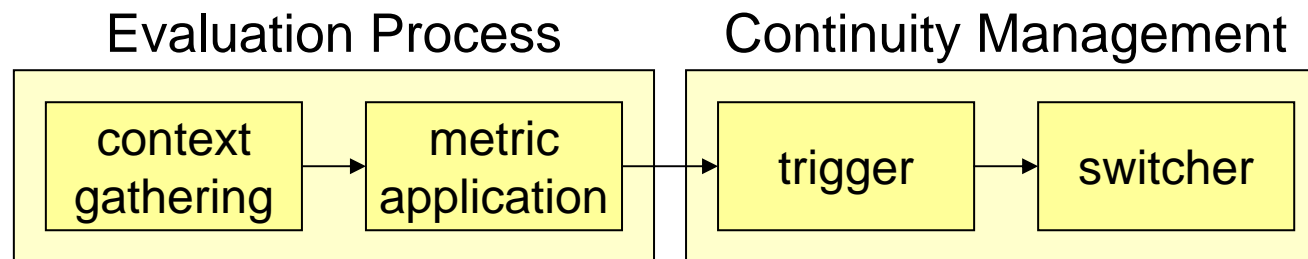 Evaluation Process
Continuity Management
context
gathering
metric
application
trigger
switcher